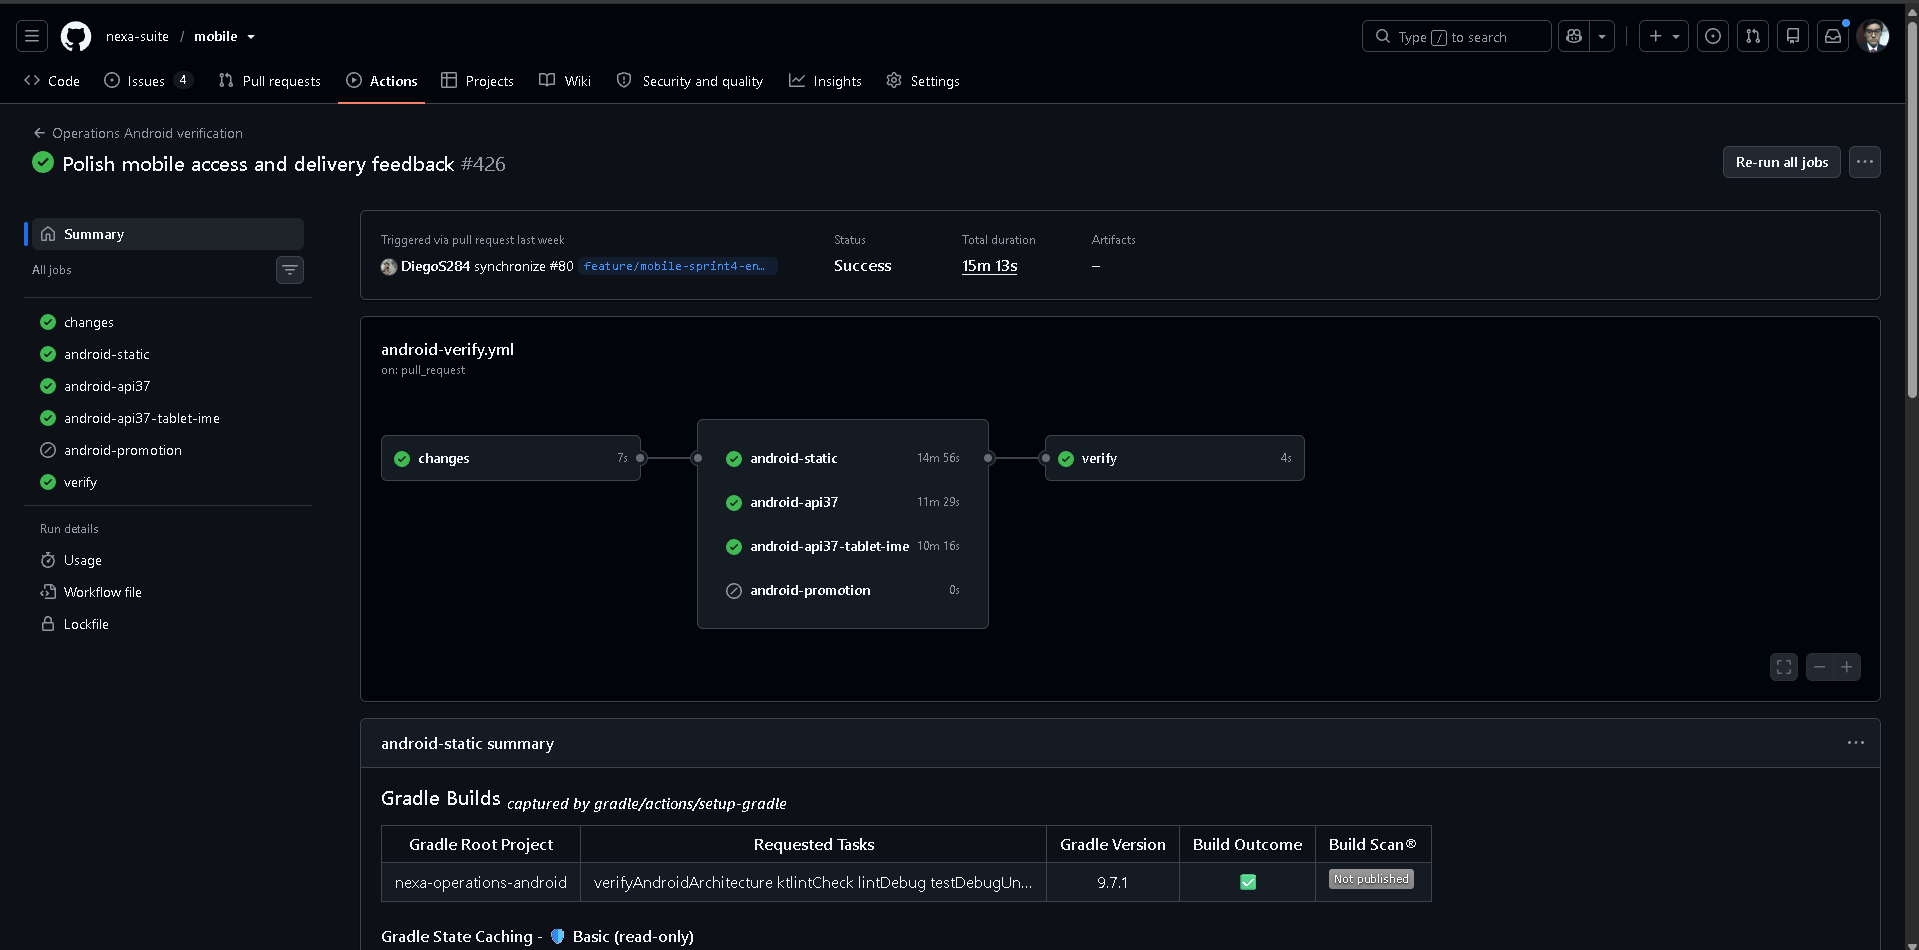 nexa-suite / mobile
Type / to search
Code
Issues 4
Pull requests
Actions
Projects
Wiki
Security and quality
Insights
Settings
Operations Android verification
Polish mobile access and delivery feedback #426
Re-run all jobs
Summary
All jobs
changes
android-static
android-api37
android-api37-tablet-ime
android-promotion
verify
Run details
Usage
Workflow file
Lockfile
Triggered via pull request last week
DiegoS284 synchronize #80 feature/mobile-sprint4-en…
Status
Success
Total duration
15m 13s
Artifacts
–
android-verify.yml
on: pull_request
changes 7s
android-static 14m 56s
android-api37 11m 29s
android-api37-tablet-ime 10m 16s
android-promotion 0s
verify 4s
android-static summary
Gradle Builds captured by gradle/actions/setup-gradle
Gradle Root Project Requested Tasks Gradle Version Build Outcome Build Scan®
nexa-operations-android verifyAndroidArchitecture ktlintCheck lintDebug testDebugUn… 9.7.1 ✅ Not published
Gradle State Caching - Basic (read-only)